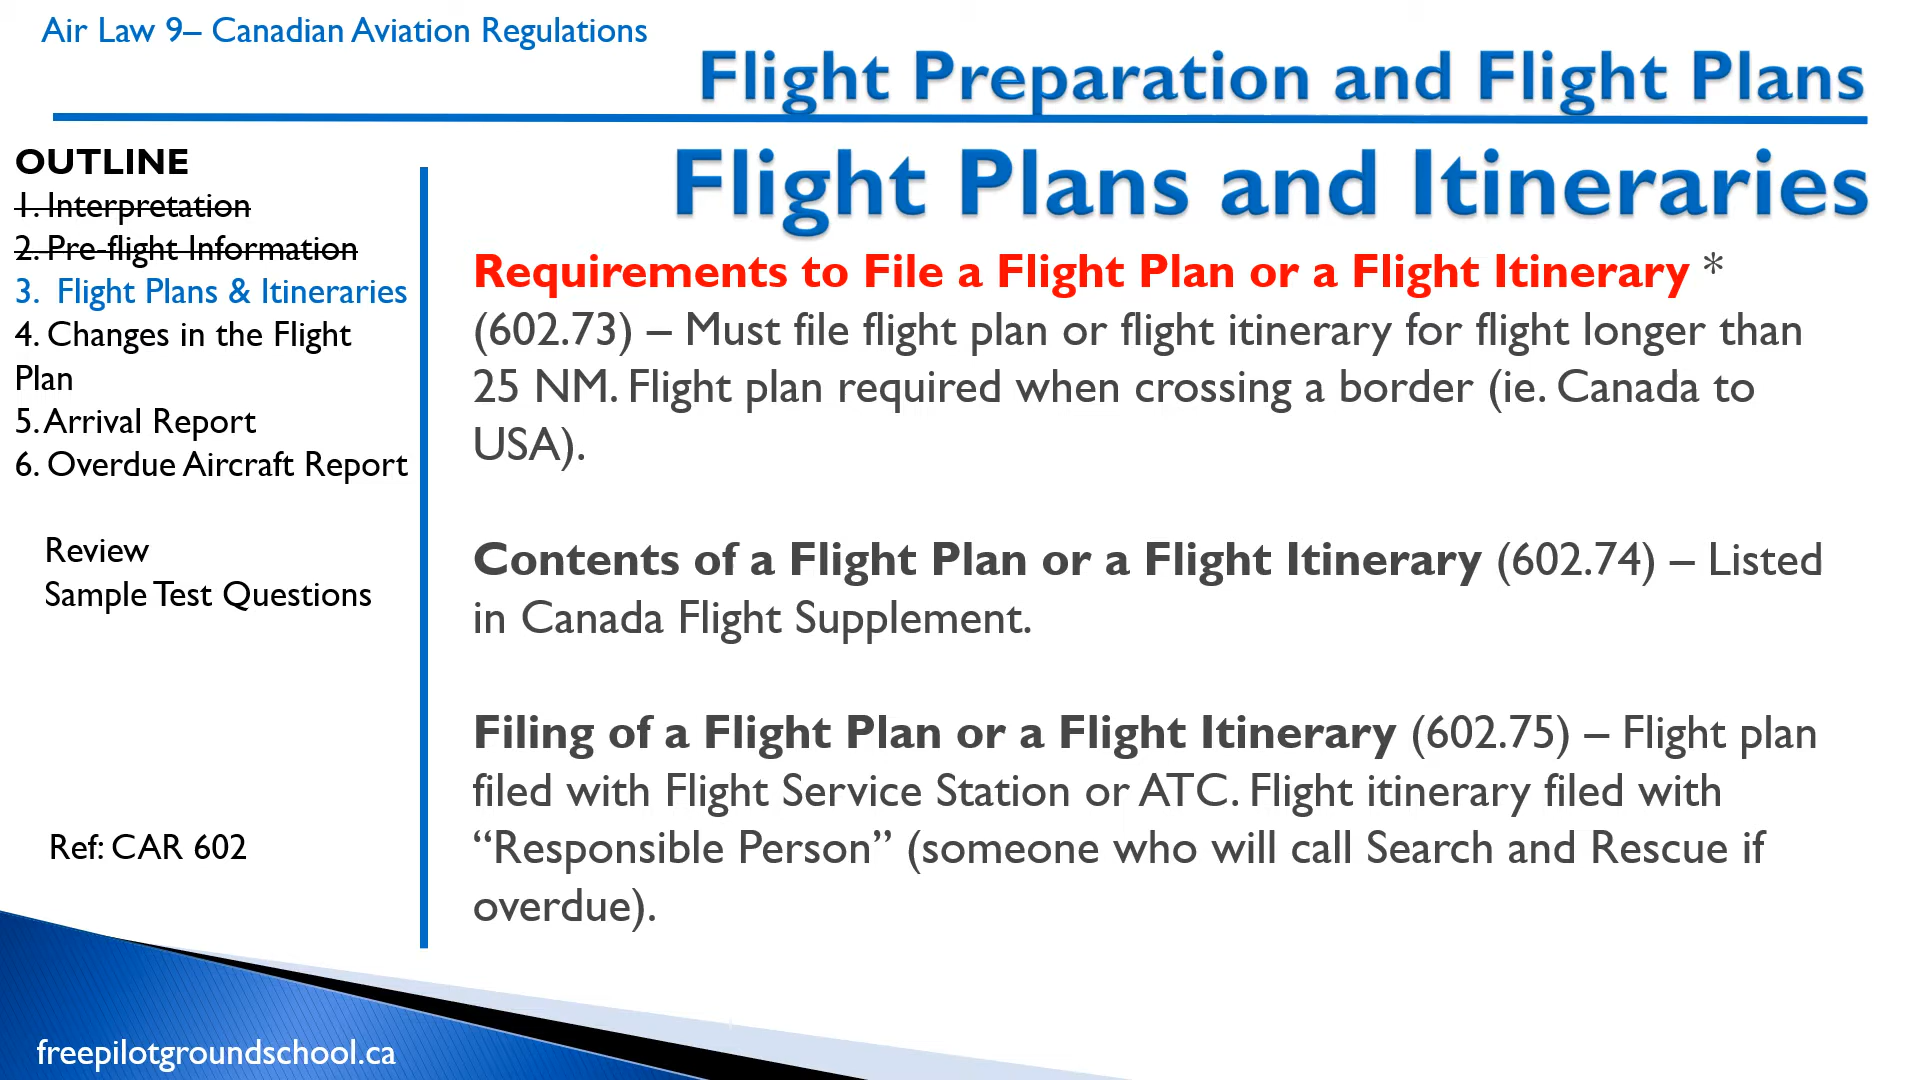 Air Law 9– Canadian Aviation Regulations
Flight Preparation and Flight Plans
OUTLINE
1. Interpretation
2. Pre-flight Information
3. Flight Plans & Itineraries
4. Changes in the Flight
Plan
5. Arrival Report
6. Overdue Aircraft Report
Review
Sample Test Questions
Ref: CAR 602
Flight Plans and Itineraries
Requirements to File a Flight Plan or a Flight Itinerary *
(602.73) – Must file flight plan or flight itinerary for flight longer than
25 NM. Flight plan required when crossing a border (ie. Canada to
USA).
Contents of a Flight Plan or a Flight Itinerary (602.74) – Listed
in Canada Flight Supplement.
Filing of a Flight Plan or a Flight Itinerary (602.75) – Flight plan
filed with Flight Service Station or ATC. Flight itinerary filed with
“Responsible Person” (someone who will call Search and Rescue if
overdue).
freepilotgroundschool.ca